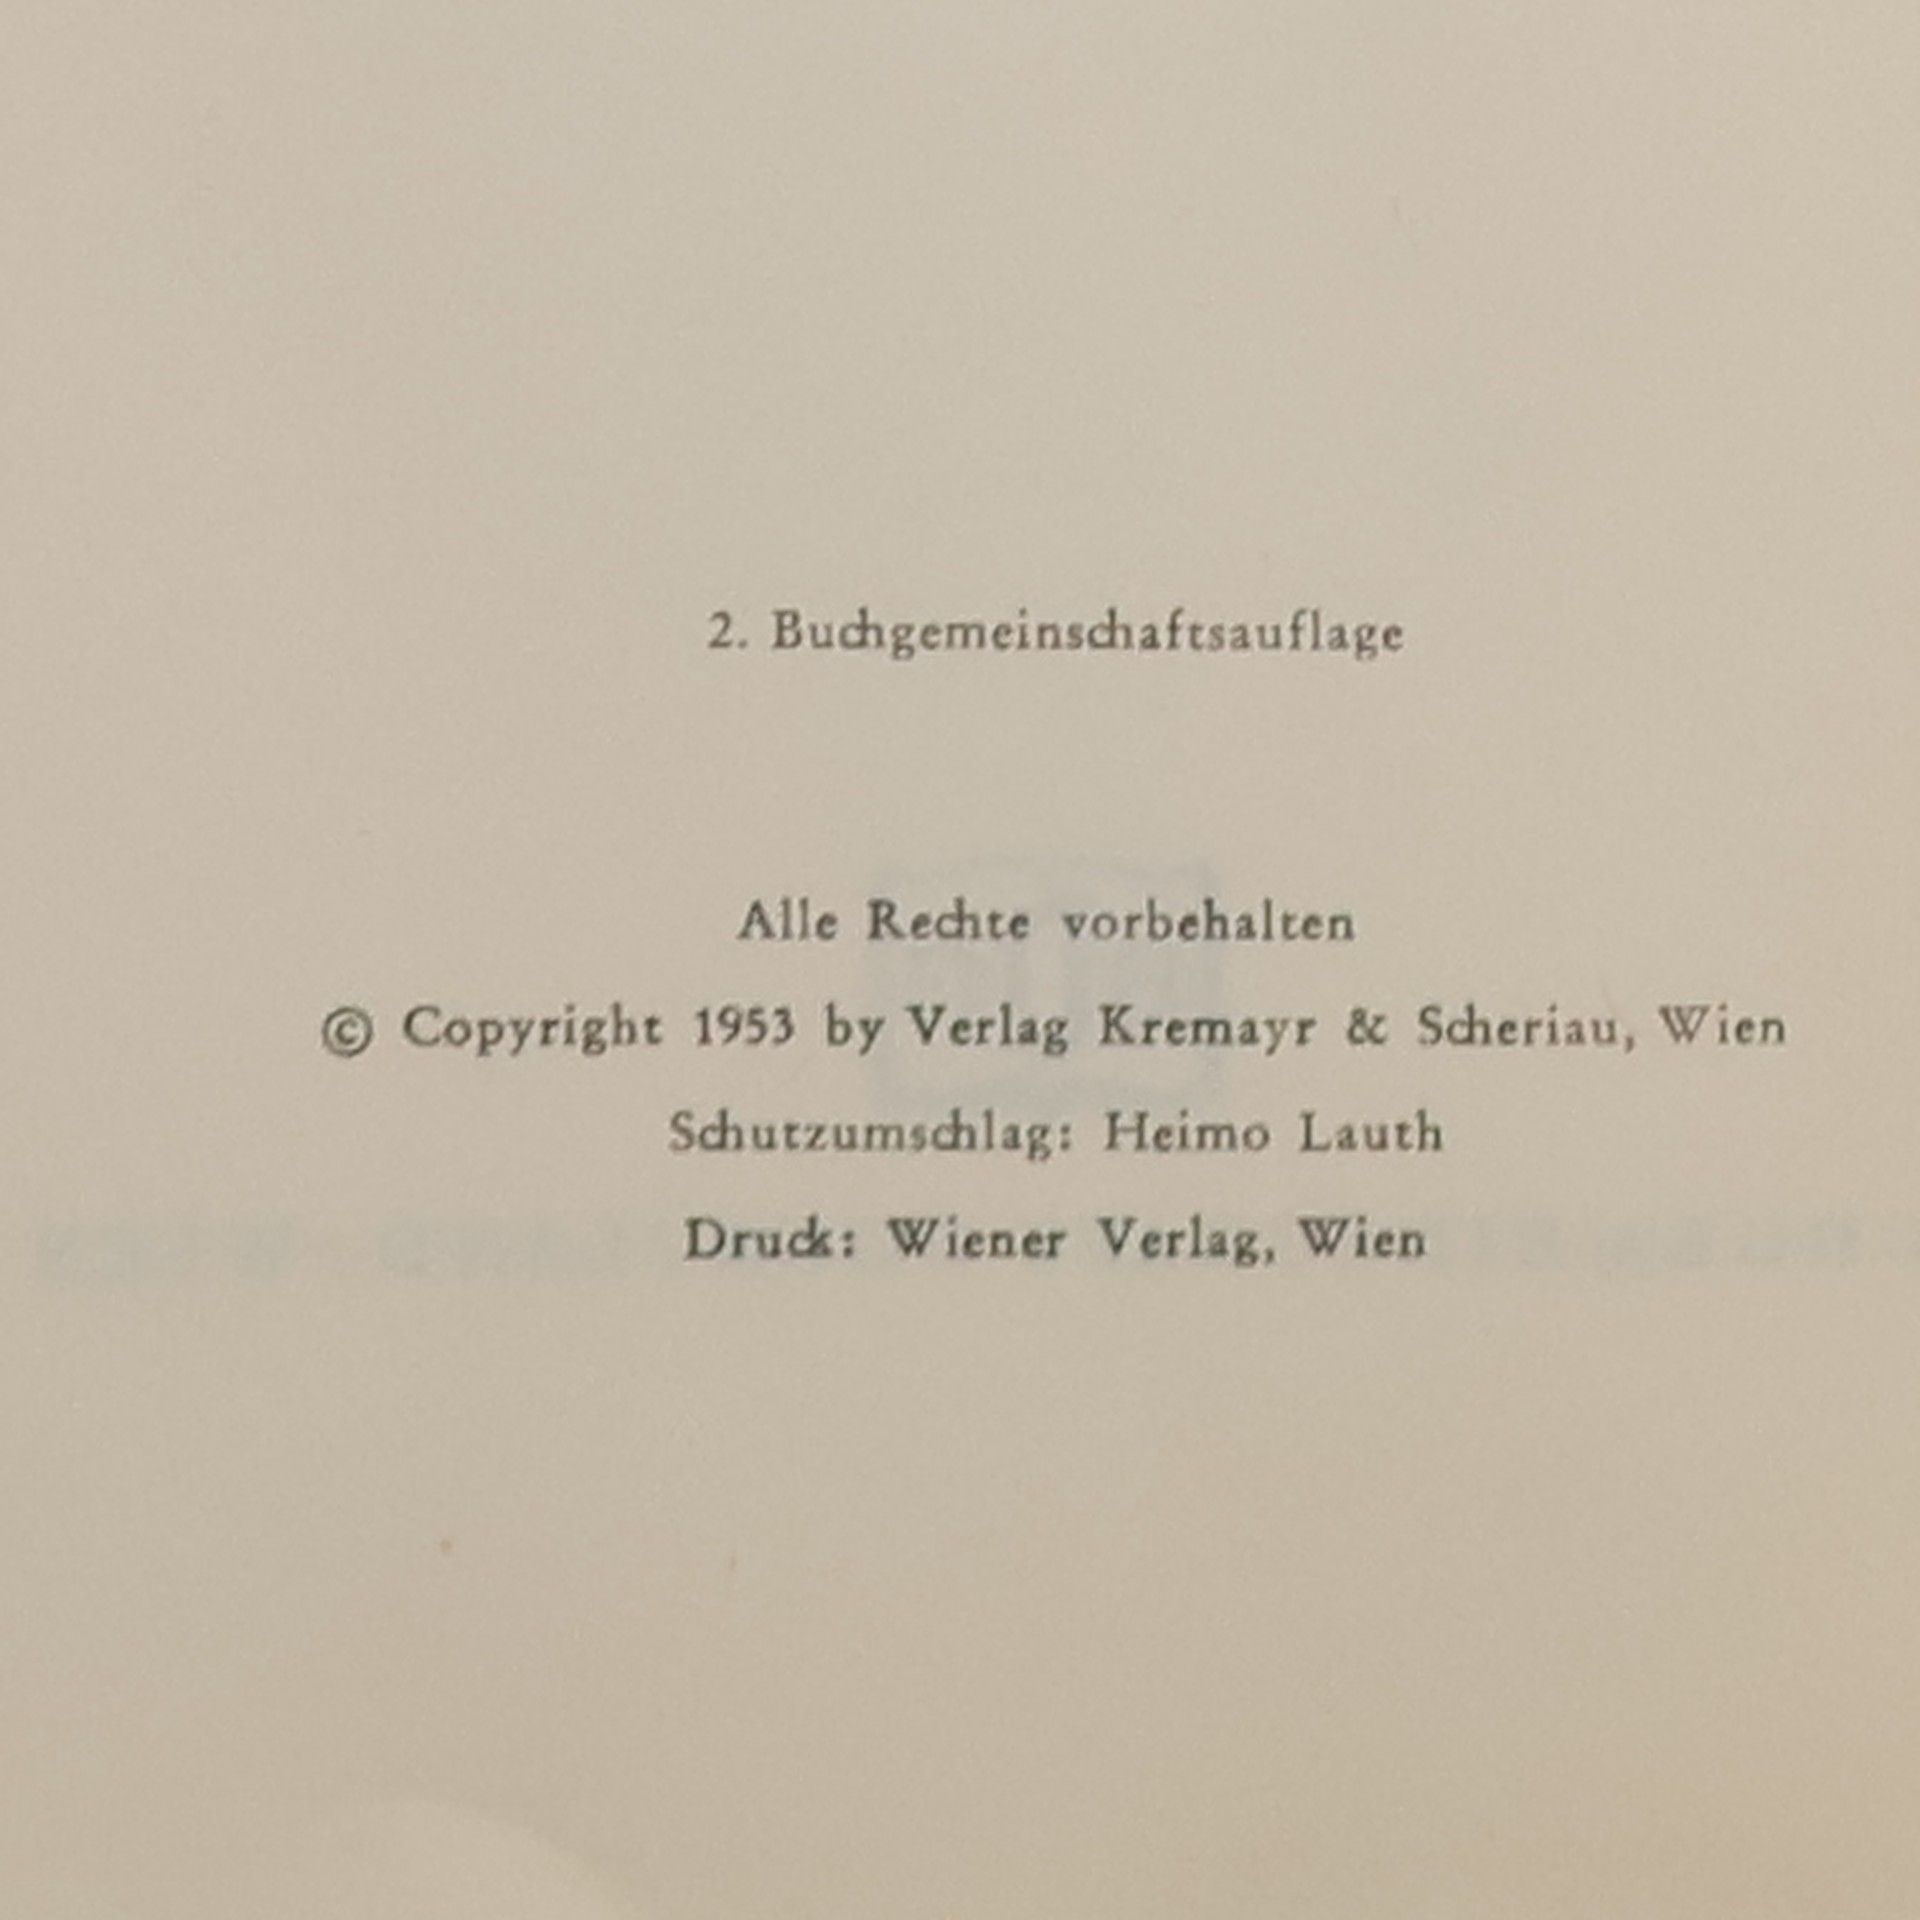 2. Buchgemeinschaftsauflage
Alle Rechte vorbehalten
© Copyright 1953 by Verlag Kremayr & Scheriau, Wien
Schutzumschlag: Heimo Lauth
Druck: Wiener Verlag, Wien